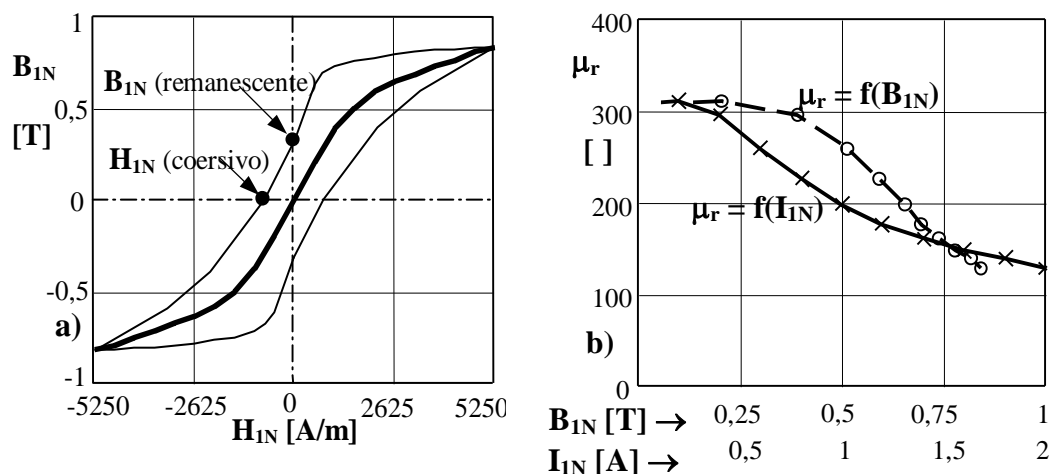 1
B1N
B1N (remanescente)
0,5
[T]
H1N (coersivo)
0
-0,5
a)
-1
-5250
-2625
0
2625
5250
H1N [A/m]
400
μr
μr = f(B1N)
300
[ ]
μr = f(I1N)
200
100
b)
0
B1N [T] → 0,25 0,5 0,75 1
I1N [A] → 0,5 1 1,5 2